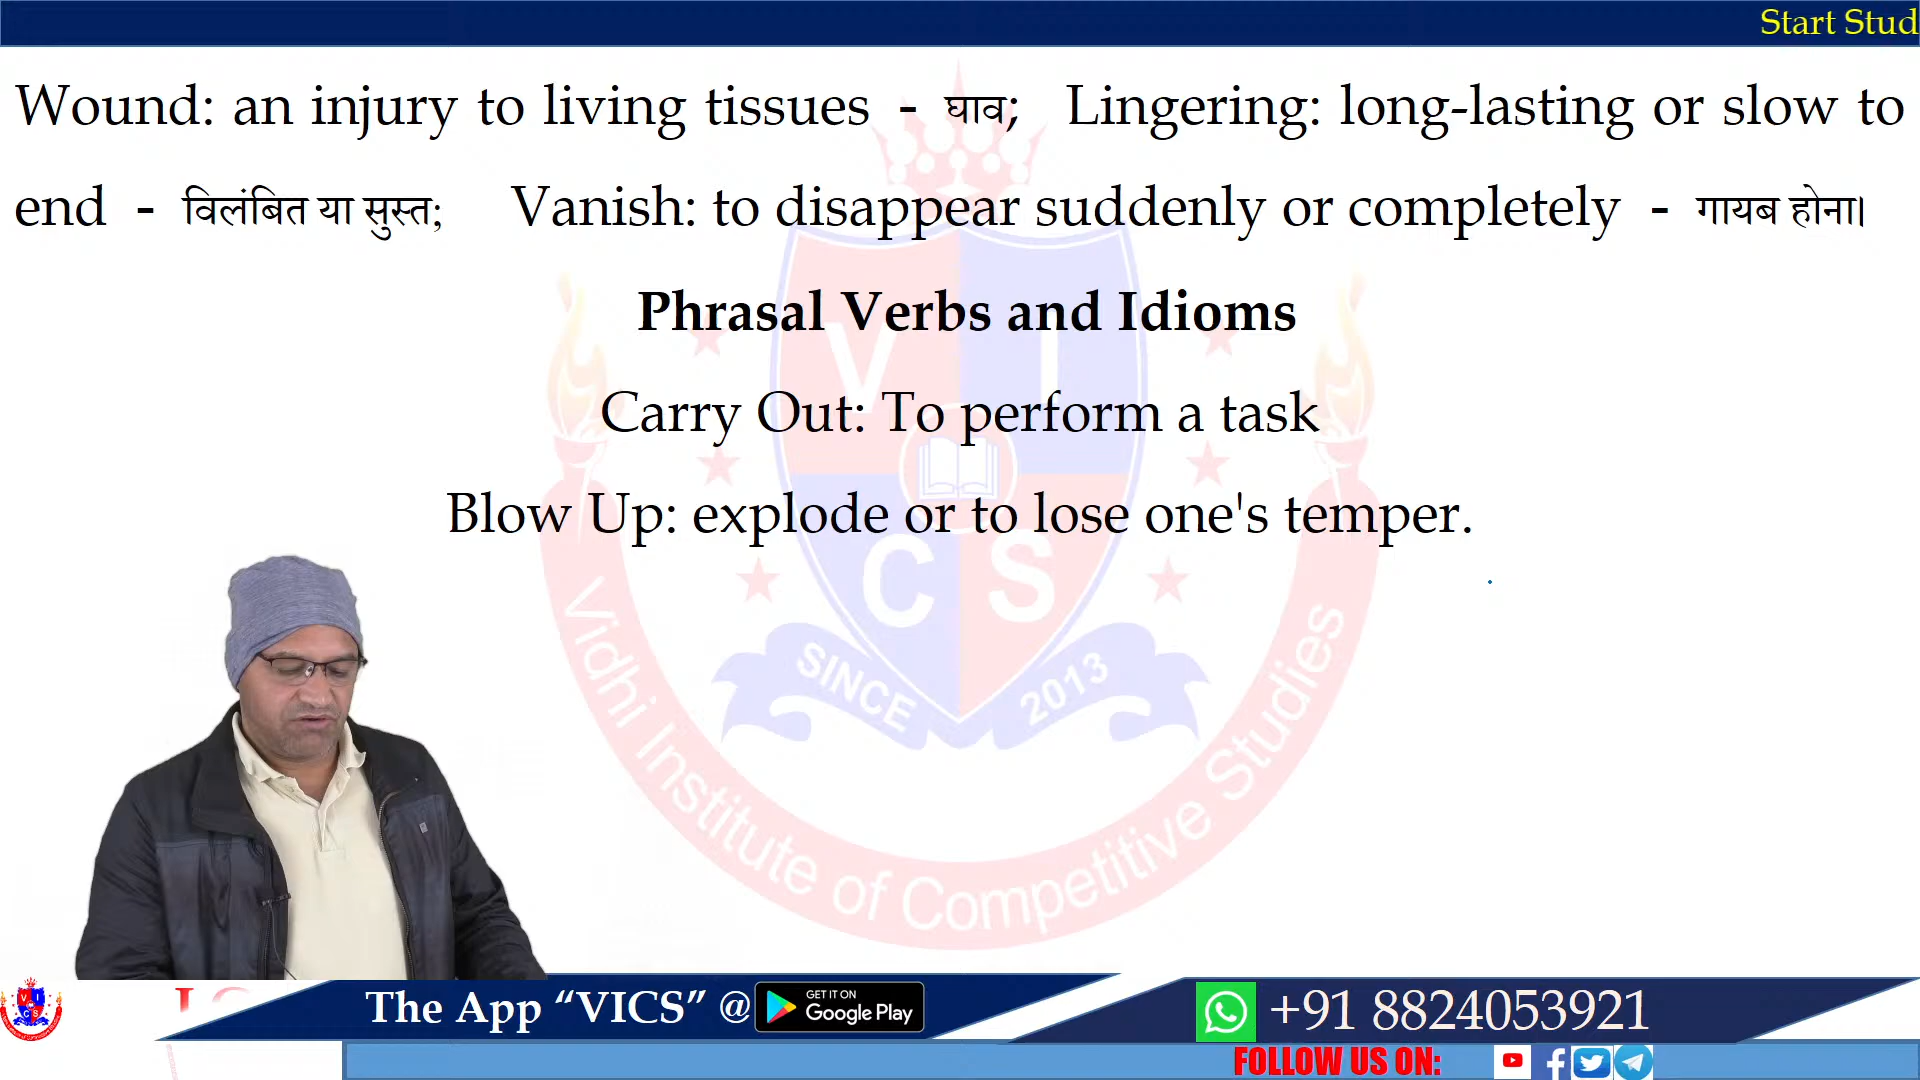 Start Stud
Wound: an injury to living tissues - घाव; Lingering: long-lasting or slow to
end - विलंबित या सुस्त; Vanish: to disappear suddenly or completely - गायब होना।
Phrasal Verbs and Idioms
Carry Out: To perform a task
Blow Up: explode or to lose one's temper.
V I
C S
SINCE 2013
Vidhi Institute of Competitive Studies
The App “VICS” @ GET IT ON Google Play
+91 8824053921
FOLLOW US ON: